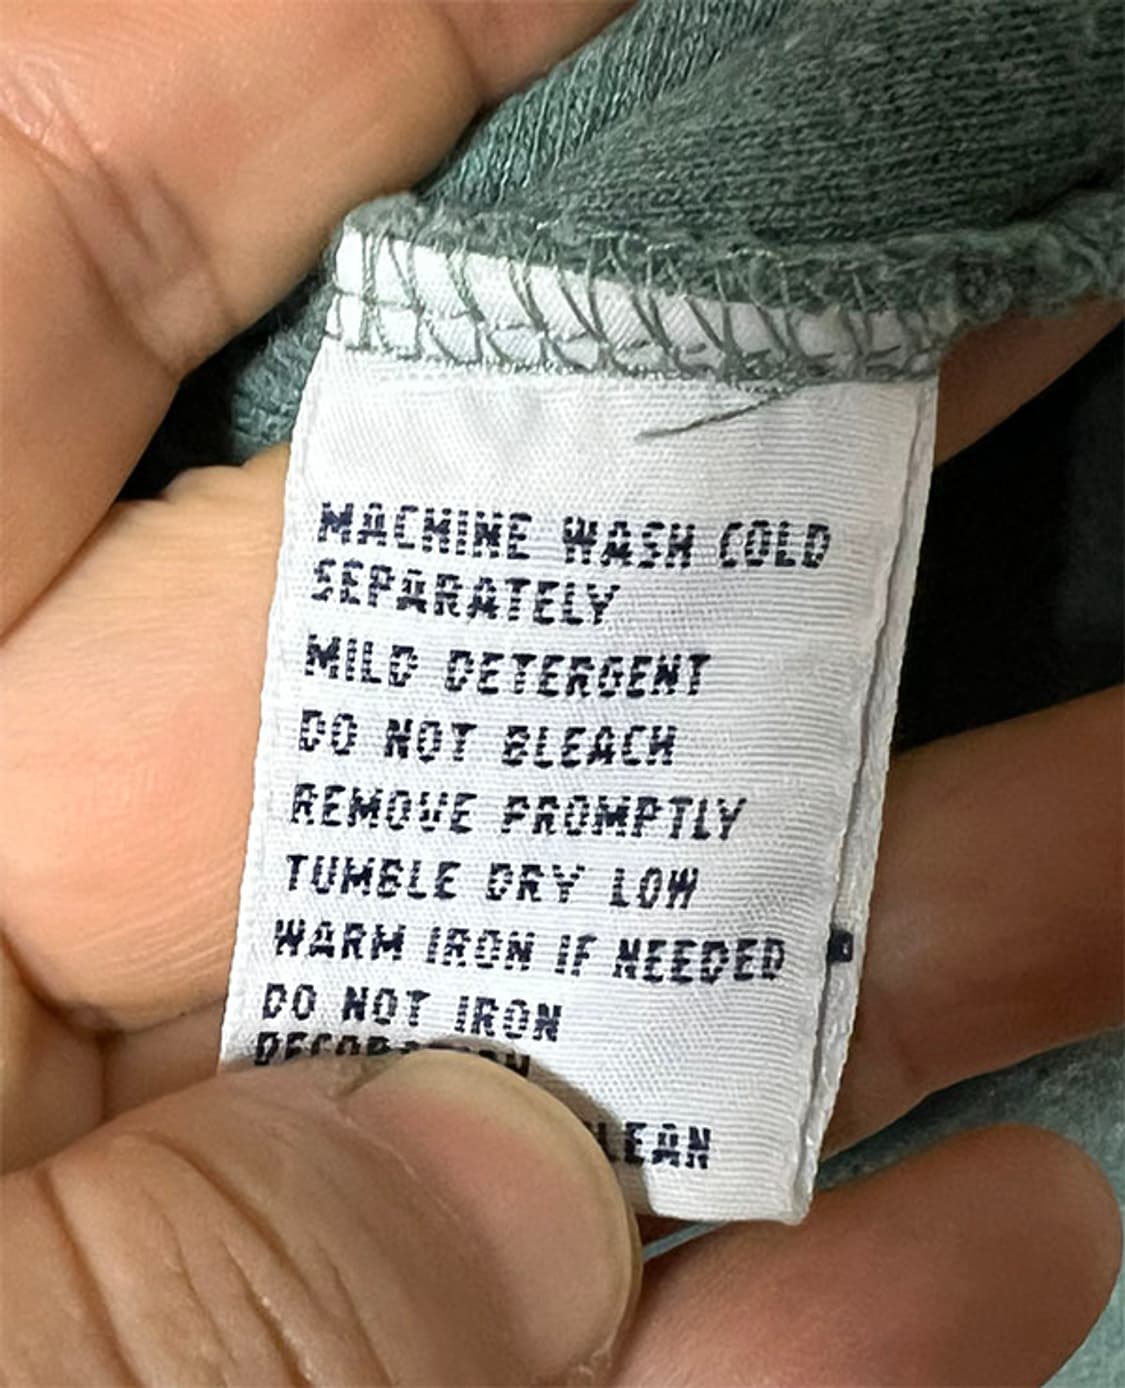 MACHINE WASH COLD
SEPARATELY
MILD DETERGENT
DO NOT BLEACH
REMOVE PROMPTLY
TUMBLE DRY LOW
WARM IRON IF NEEDED
DO NOT IRON